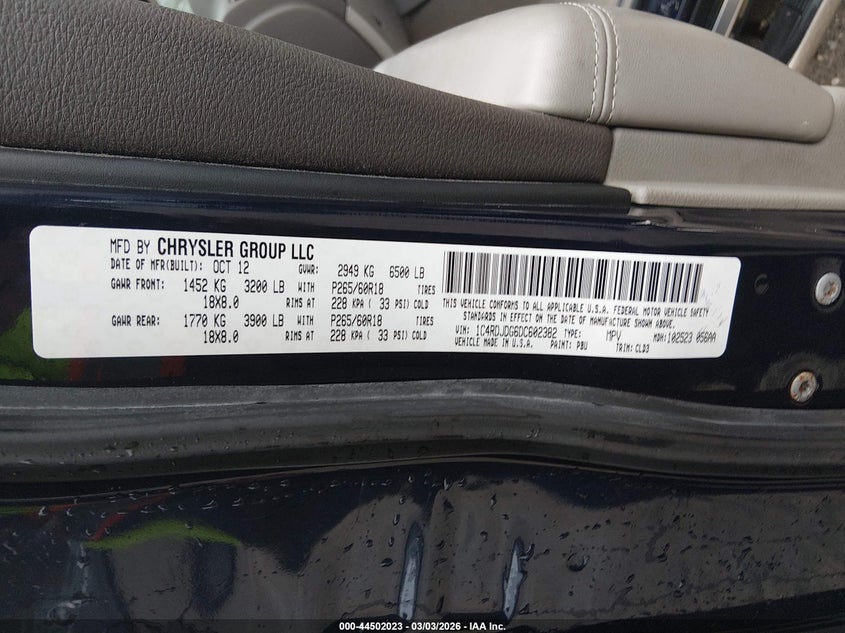 MFD BY CHRYSLER GROUP LLC
DATE OF MFR(BUILT): OCT 12 GVWR: 2949 KG 6500 LB
GAWR FRONT: 1452 KG 3200 LB WITH P265/60R18 TIRES
18X8.0 RIMS AT 228 KPA ( 33 PSI) COLD
GAWR REAR: 1770 KG 3900 LB WITH P265/60R18 TIRES
18X8.0 RIMS AT 228 KPA ( 33 PSI) COLD
THIS VEHICLE CONFORMS TO ALL APPLICABLE U.S.A. FEDERAL MOTOR VEHICLE SAFETY
STANDARDS IN EFFECT ON THE DATE OF MANUFACTURE SHOWN ABOVE.
VIN: 1C4RDJDG6DC602382 TYPE: MPV MDH: 102523 056AA
VEHICLE MADE IN U.S.A. PAINT: PBU TRIM: CLD3
000-44502023 - 03/03/2026 - IAA Inc.